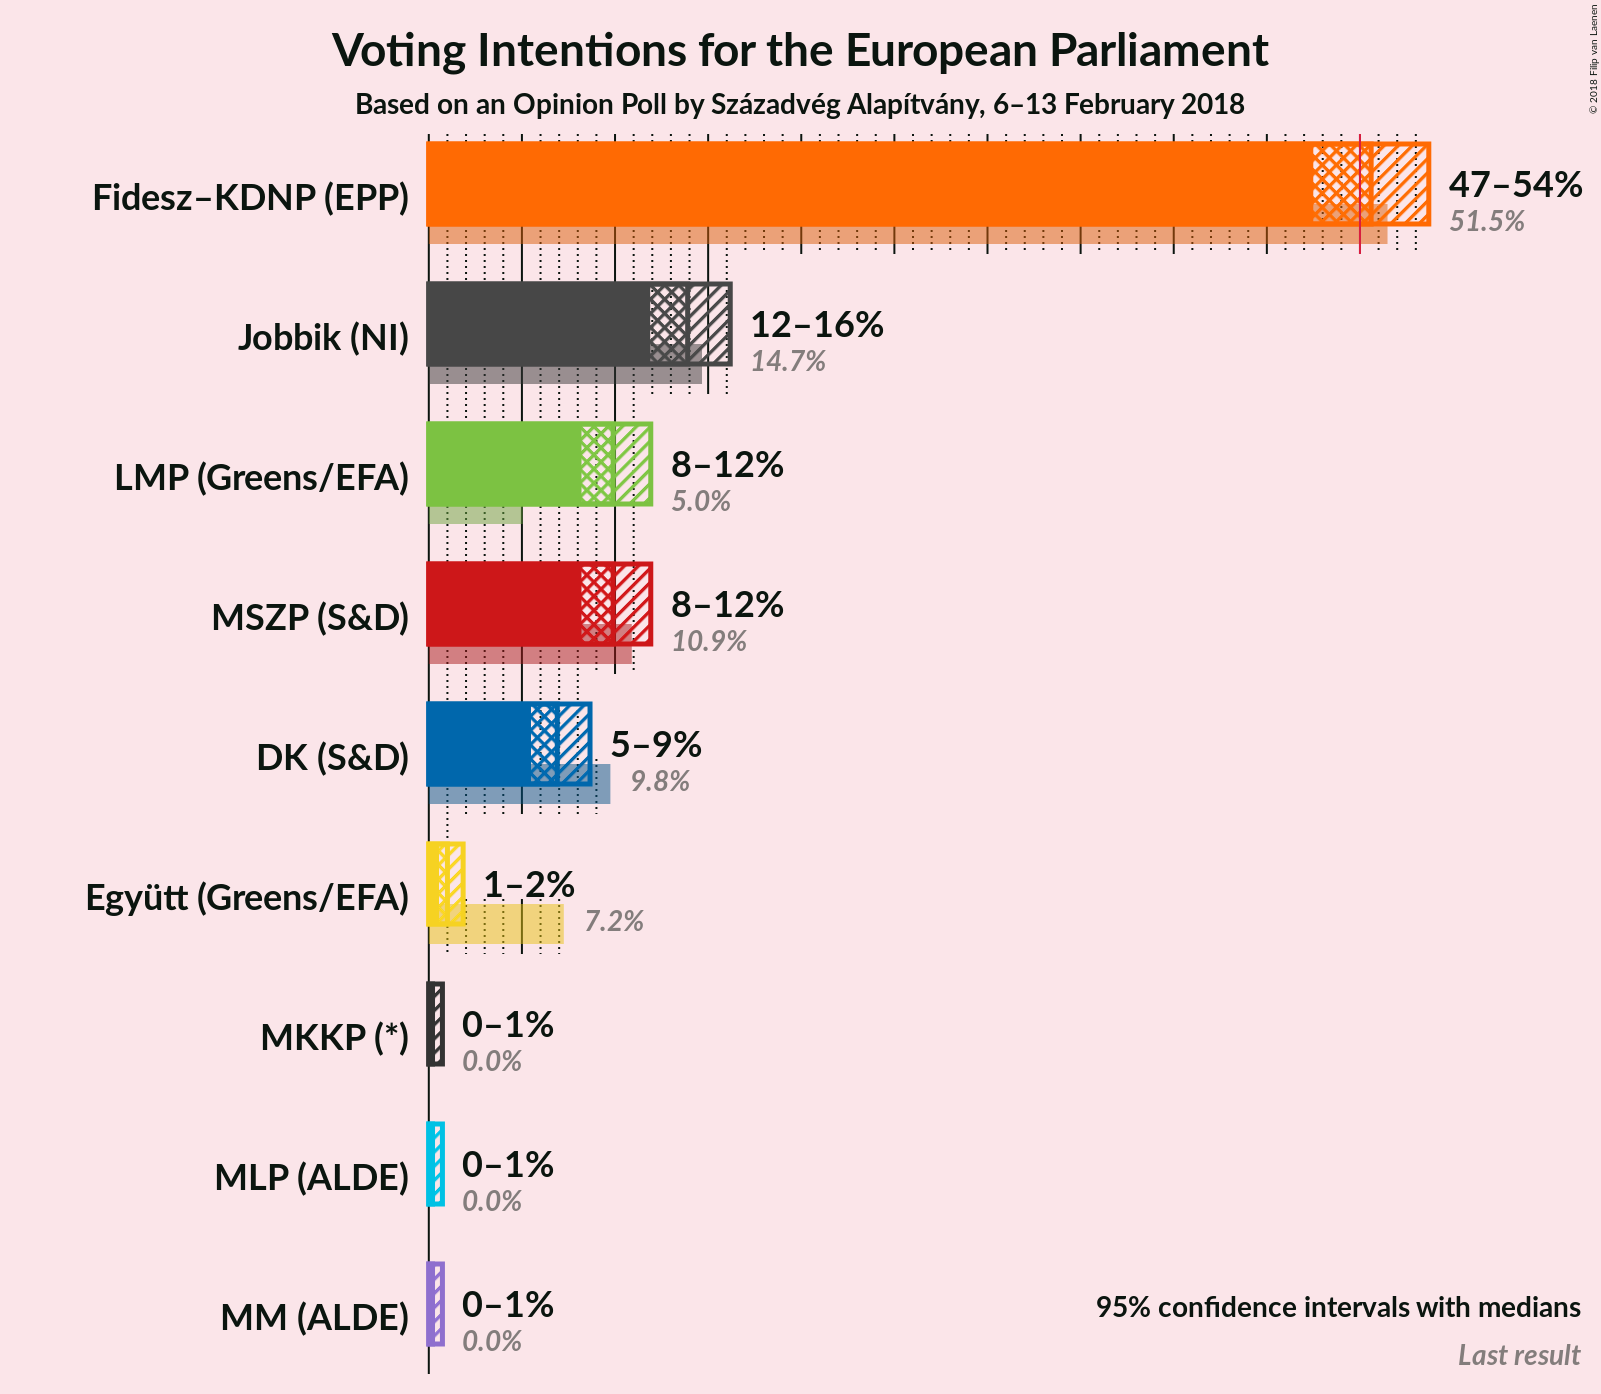 Voting Intentions for the European Parliament
Based on an Opinion Poll by Századvég Alapítvány, 6–13 February 2018
© 2018 Filip van Laenen
Fidesz–KDNP (EPP)
47–54%
51.5%
Jobbik (NI)
12–16%
14.7%
LMP (Greens/EFA)
8–12%
5.0%
MSZP (S&D)
8–12%
10.9%
DK (S&D)
5–9%
9.8%
Együtt (Greens/EFA)
1–2%
7.2%
MKKP (*)
0–1%
0.0%
MLP (ALDE)
0–1%
0.0%
MM (ALDE)
0–1%
0.0%
95% confidence intervals with medians
Last result